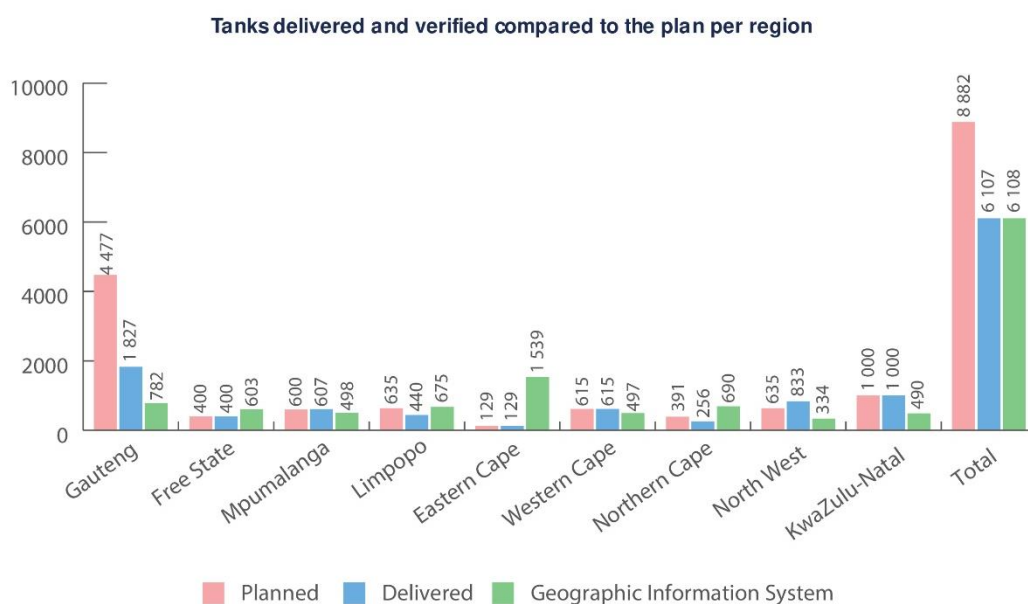 Tanks delivered and verified compared to the plan per region
10000
8000
6000
4000
2000
0
4 477
1 827
782
400
400
603
600
607
498
635
440
675
129
129
1 539
615
615
497
391
256
690
635
833
334
1 000
1 000
490
8 882
6 107
6 108
Gauteng
Free State
Mpumalanga
Limpopo
Eastern Cape
Western Cape
Northern Cape
North West
KwaZulu-Natal
Total
Planned
Delivered
Geographic Information System